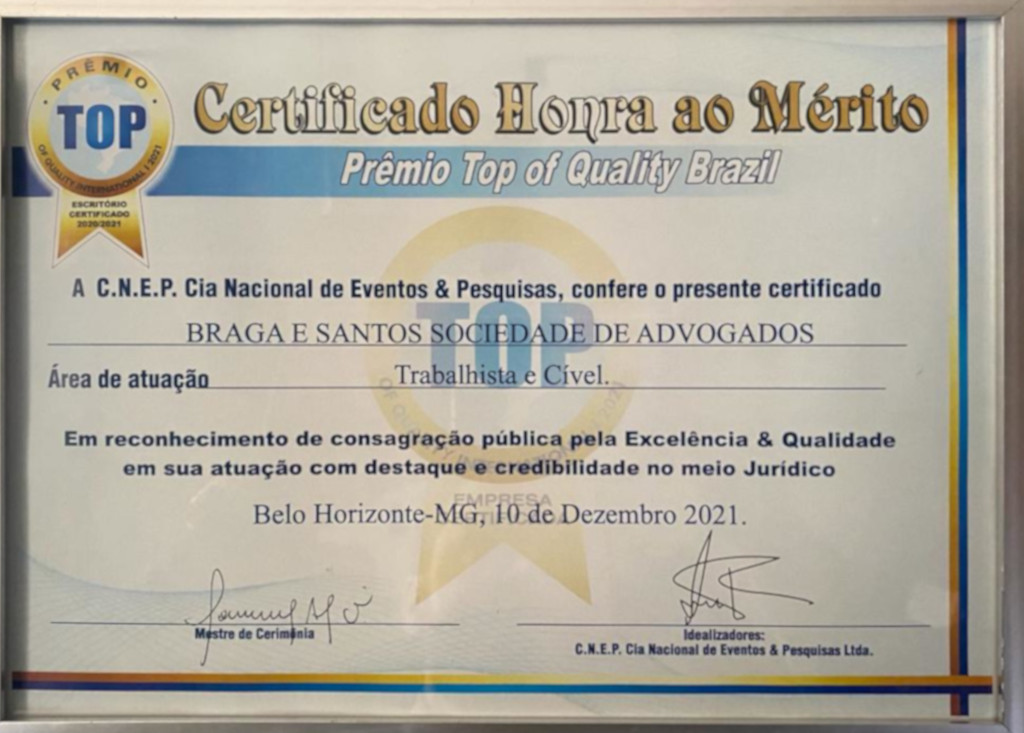 PRÊMIO
TOP
OF QUALITY INTERNATIONAL | 2021
ESCRITÓRIO
CERTIFICADO
2020/2021
Certificado Honra ao Mérito
Prêmio Top of Quality Brazil
A C.N.E.P. Cia Nacional de Eventos & Pesquisas, confere o presente certificado
BRAGA E SANTOS SOCIEDADE DE ADVOGADOS
Área de atuação Trabalhista e Cível.
TOP
Em reconhecimento de consagração pública pela Excelência & Qualidade
em sua atuação com destaque e credibilidade no meio Jurídico
EMPRESA
Belo Horizonte-MG, 10 de Dezembro 2021.
Mestre de Cerimônia
Idealizadores:
C.N.E.P. Cia Nacional de Eventos & Pesquisas Ltda.